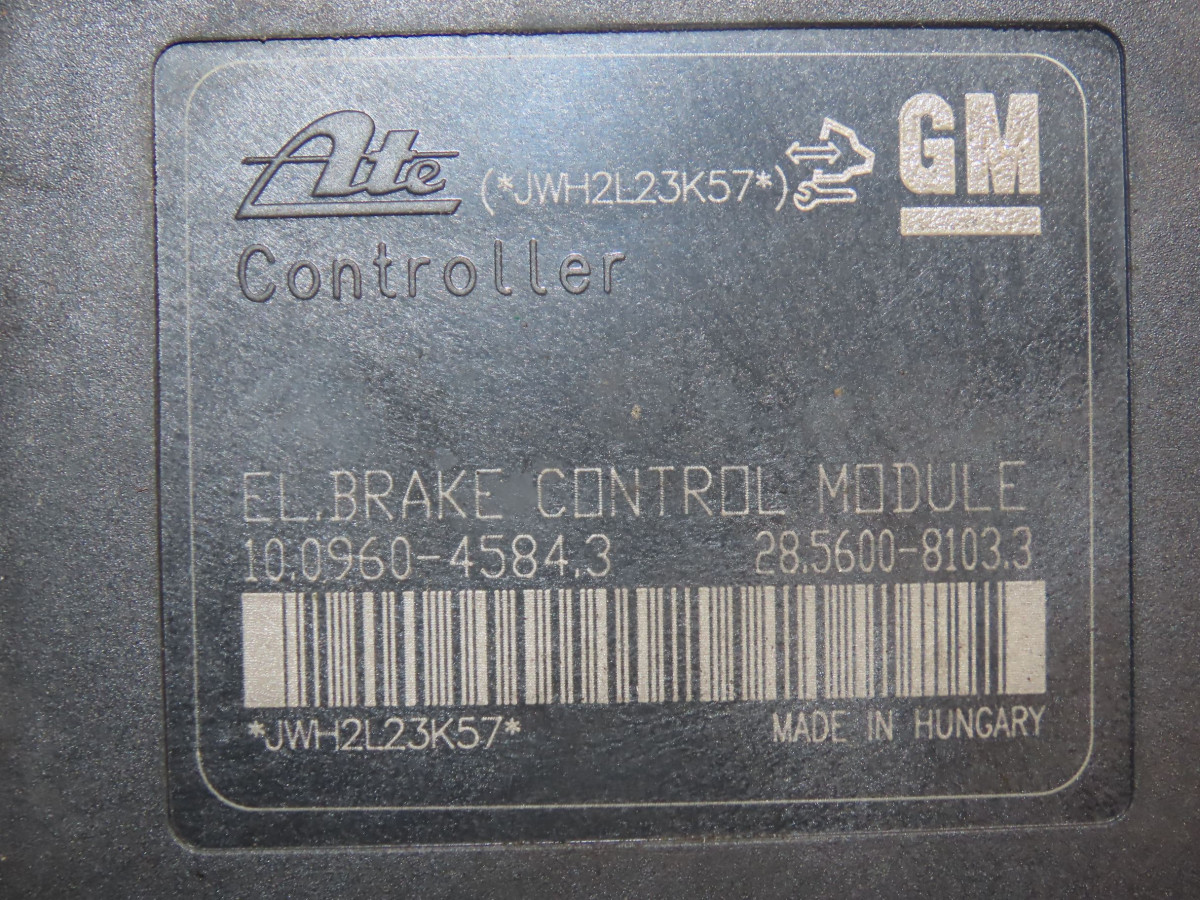 Ate (*JWH2L23K57*) GM
Controller
EL.BRAKE CONTROL MODULE
10.0960-4584.3 28.5600-8103.3
*JWH2L23K57* MADE IN HUNGARY